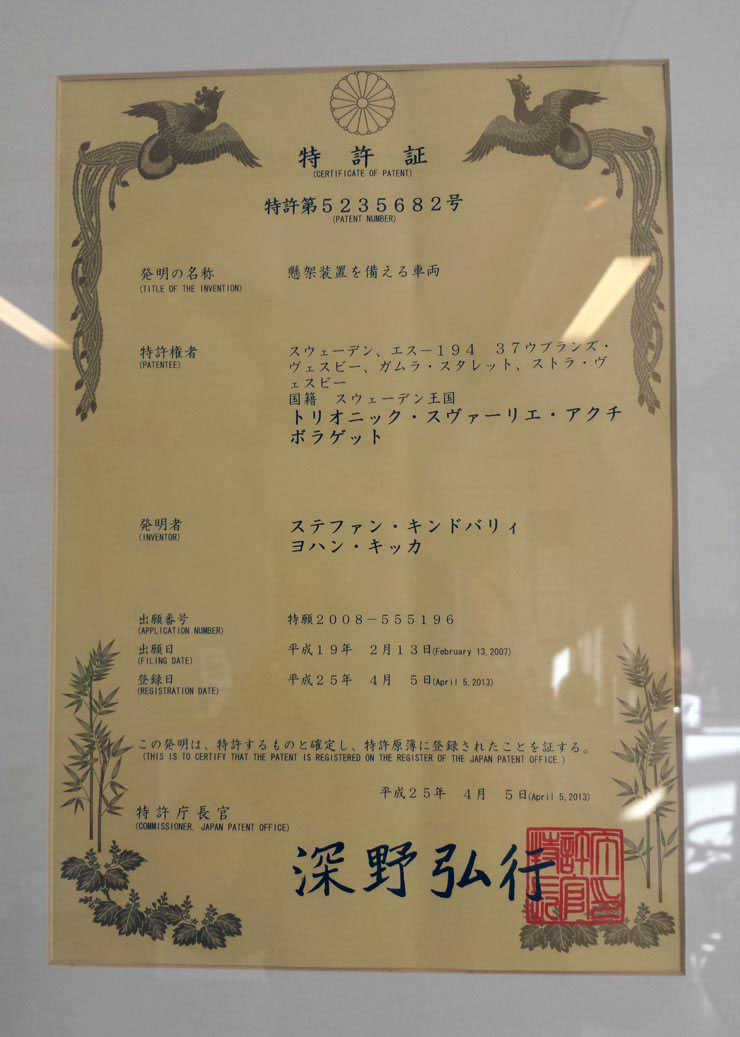 特許証
(CERTIFICATE OF PATENT)
特許第5235682号
(PATENT NUMBER)
発明の名称 懸架装置を備える車両
(TITLE OF THE INVENTION)
特許権者 スウェーデン、エス-194 37ウプランズ・
(PATENTEE) ヴェスビー、ガムラ・スタレット、ストラ・ヴ
ェスビー
国籍 スウェーデン王国
トリオニック・スヴァーリエ・アクチ
ボラゲット
発明者 ステファン・キンドバリィ
(INVENTOR) ヨハン・キッカ
出願番号 特願2008-555196
(APPLICATION NUMBER)
出願日 平成19年 2月13日(February 13,2007)
(FILING DATE)
登録日 平成25年 4月 5日(April 5,2013)
(REGISTRATION DATE)
この発明は、特許するものと確定し、特許原簿に登録されたことを証する。
(THIS IS TO CERTIFY THAT THE PATENT IS REGISTERED ON THE REGISTER OF THE JAPAN PATENT OFFICE.)
平成25年 4月 5日(April 5,2013)
特許庁長官
(COMMISSIONER, JAPAN PATENT OFFICE)
深野弘行